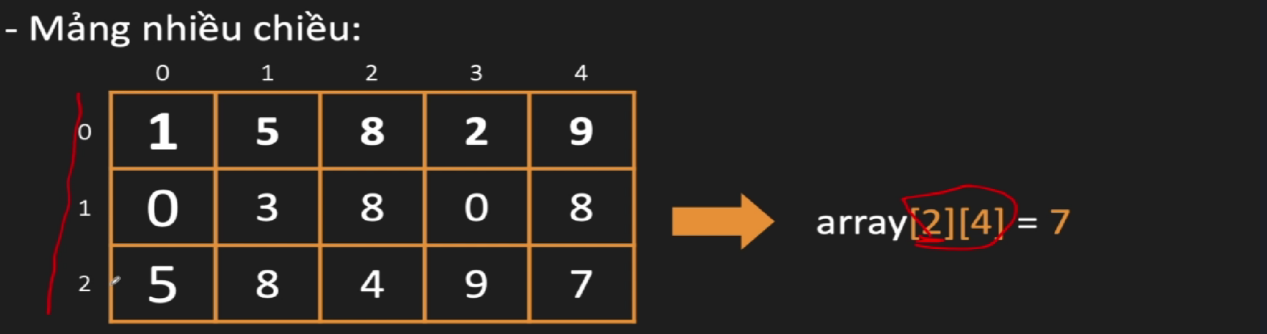 - Mảng nhiều chiều:
0 1 2 3 4
0 1 5 8 2 9
1 0 3 8 0 8
array[2][4] = 7
2 5 8 4 9 7